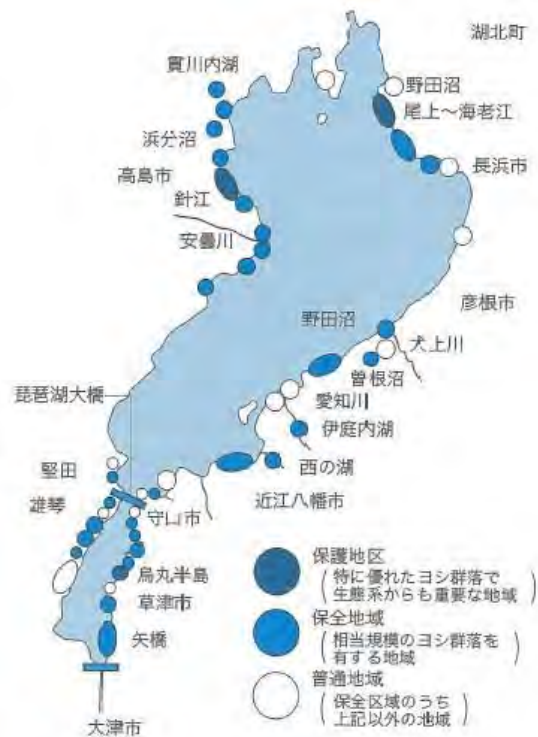 湖北町
貫川内湖
野田沼
尾上〜海老江
浜分沼
長浜市
高島市
針江
安曇川
彦根市
野田沼
犬上川
曽根沼
琵琶湖大橋
愛知川
伊庭内湖
堅田
西の湖
雄琴
守山市
近江八幡市
烏丸半島
草津市
矢橋
大津市
保護地区
(特に優れたヨシ群落で
生態系からも重要な地域)
保全地域
(相当規模のヨシ群落を
有する地域)
普通地域
(保全区域のうち
上記以外の地域)